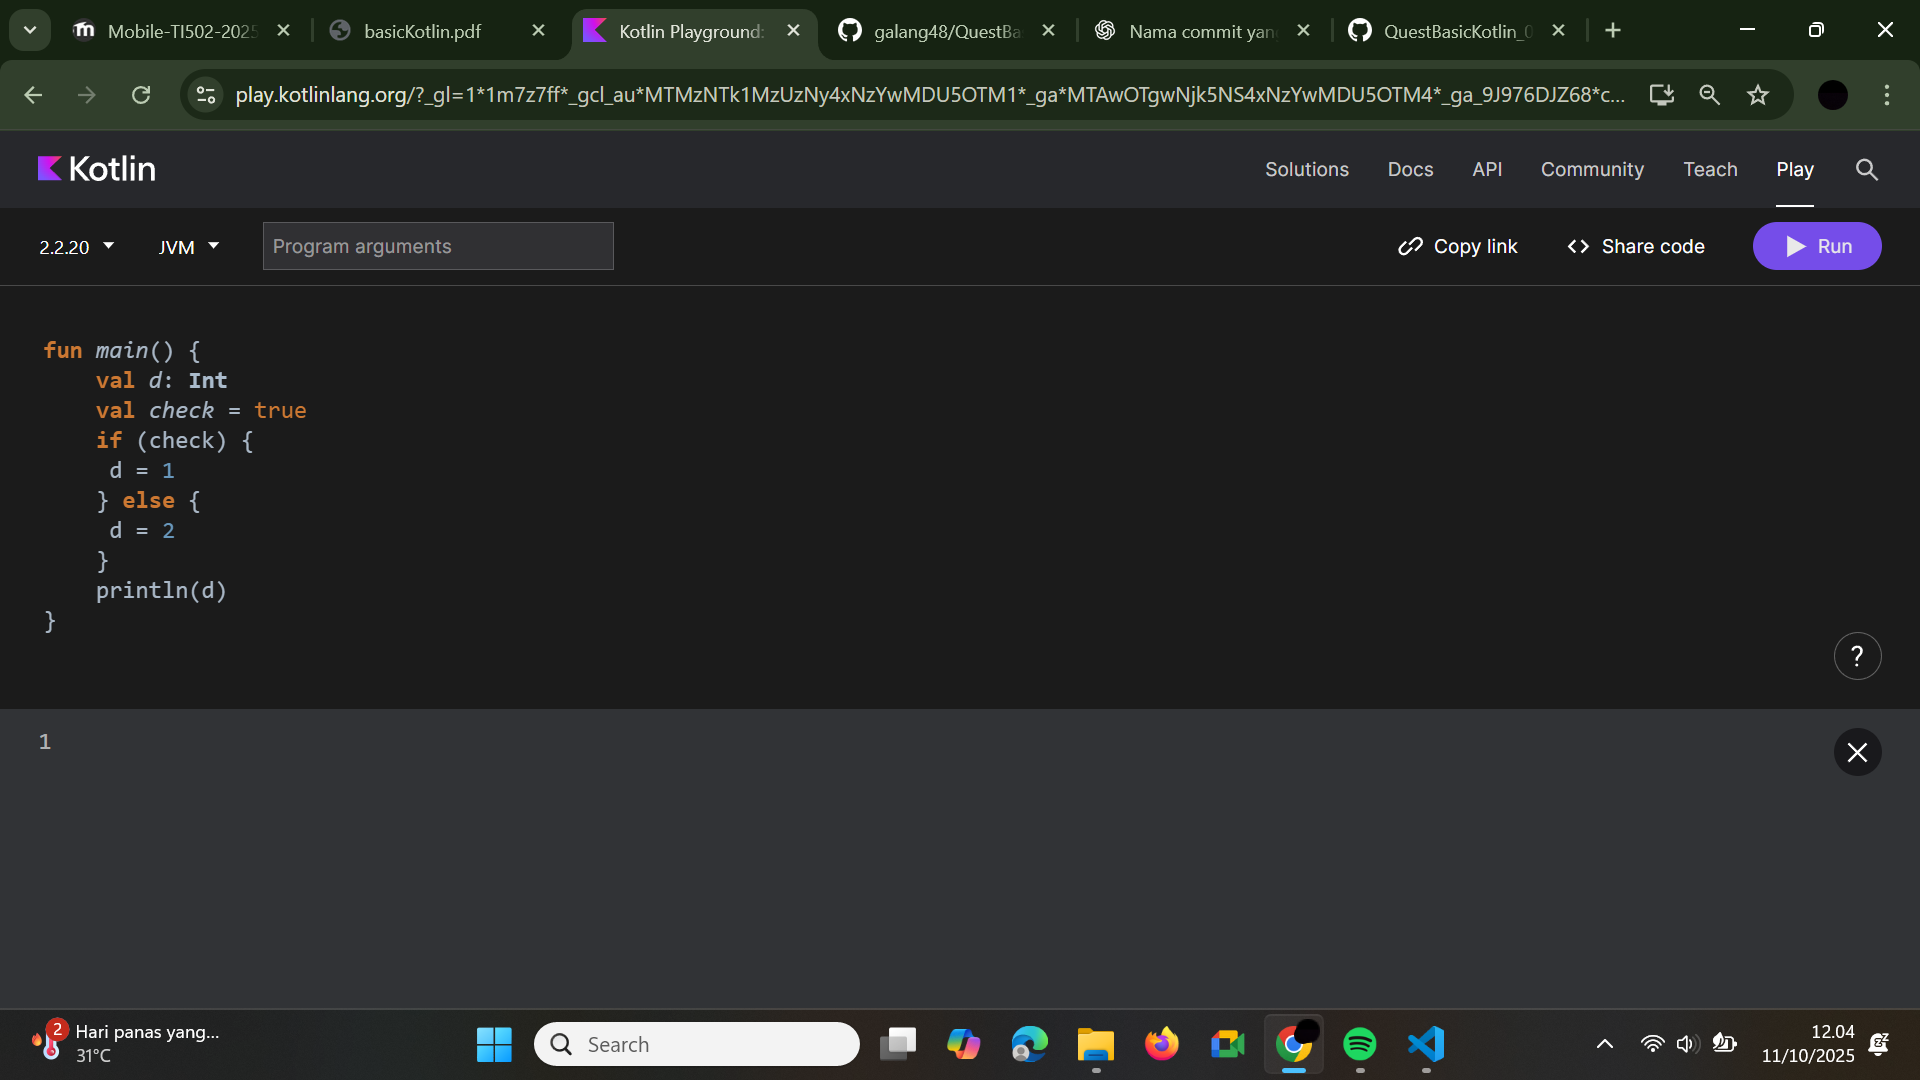 Mobile-TI502-2025
basicKotlin.pdf
Kotlin Playground:
galang48/QuestBa
Nama commit yan
QuestBasicKotlin_0
play.kotlinlang.org/?_gl=1*1m7z7ff*_gcl_au*MTMzNTk1MzUzNy4xNzYwMDU5OTM1*_ga*MTAwOTgwNjk5NS4xNzYwMDU5OTM4*_ga_9J976DJZ68*c...
Kotlin
Solutions
Docs
API
Community
Teach
Play
2.2.20
JVM
Program arguments
Copy link
Share code
Run
fun main() {
val d: Int
val check = true
if (check) {
d = 1
} else {
d = 2
}
println(d)
}
?
1
2
Hari panas yang...
31°C
Search
12.04
11/10/2025